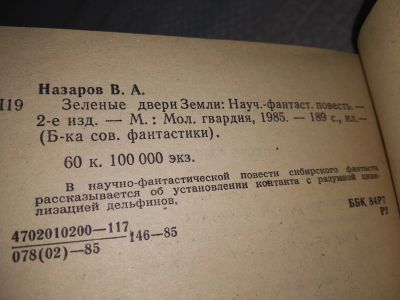 Назаров В. А.
Н19 Зеленые двери Земли: Науч.-фантаст. повесть.—
2-е изд. — М. : Мол. гвардия, 1985. — 189 с., ил.—
(Б-ка сов. фантастики).
60 к. 100 000 экз.
В научно-фантастической повести сибирского фантаста
рассказывается об установлении контакта с разумной циви-
лизацией дельфинов.
4702010200—117
078(02)—85
146—85
ББК 84Р7
Р2